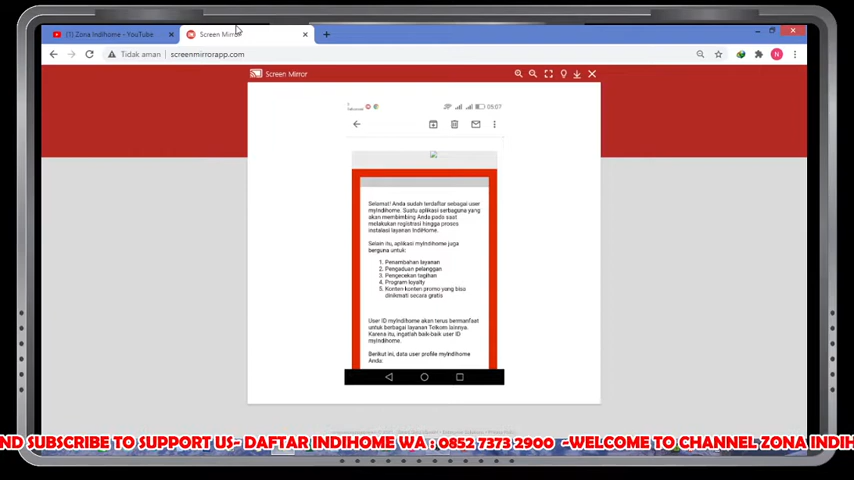 (1) Zona Indihome - YouTube
Screen Mirror
Tidak aman
screenmirrorapp.com
N
Screen Mirror
05:07
Selamat! Anda sudah terdaftar sebagai user
myIndihome. Suatu aplikasi serbaguna yang
akan membimbing Anda pada saat
melakukan registrasi hingga proses
instalasi layanan IndiHome.
Selain itu, aplikasi myIndihome juga
berguna untuk:
1. Penambahan layanan
2. Pengaduan pelanggan
3. Pengecekan tagihan
4. Program loyalty
5. Konten konten promo yang bisa
dinikmati secara gratis
User ID myIndihome akan terus bermanfaat
untuk berbagai layanan Telkom lainnya.
Karena itu, ingatlah baik-baik user ID
myIndihome.
Berikut ini, data user profile myIndihome
Anda:
ND SUBSCRIBE TO SUPPORT US- DAFTAR INDIHOME WA : 0852 7373 2900 -WELCOME TO CHANNEL ZONA INDIH